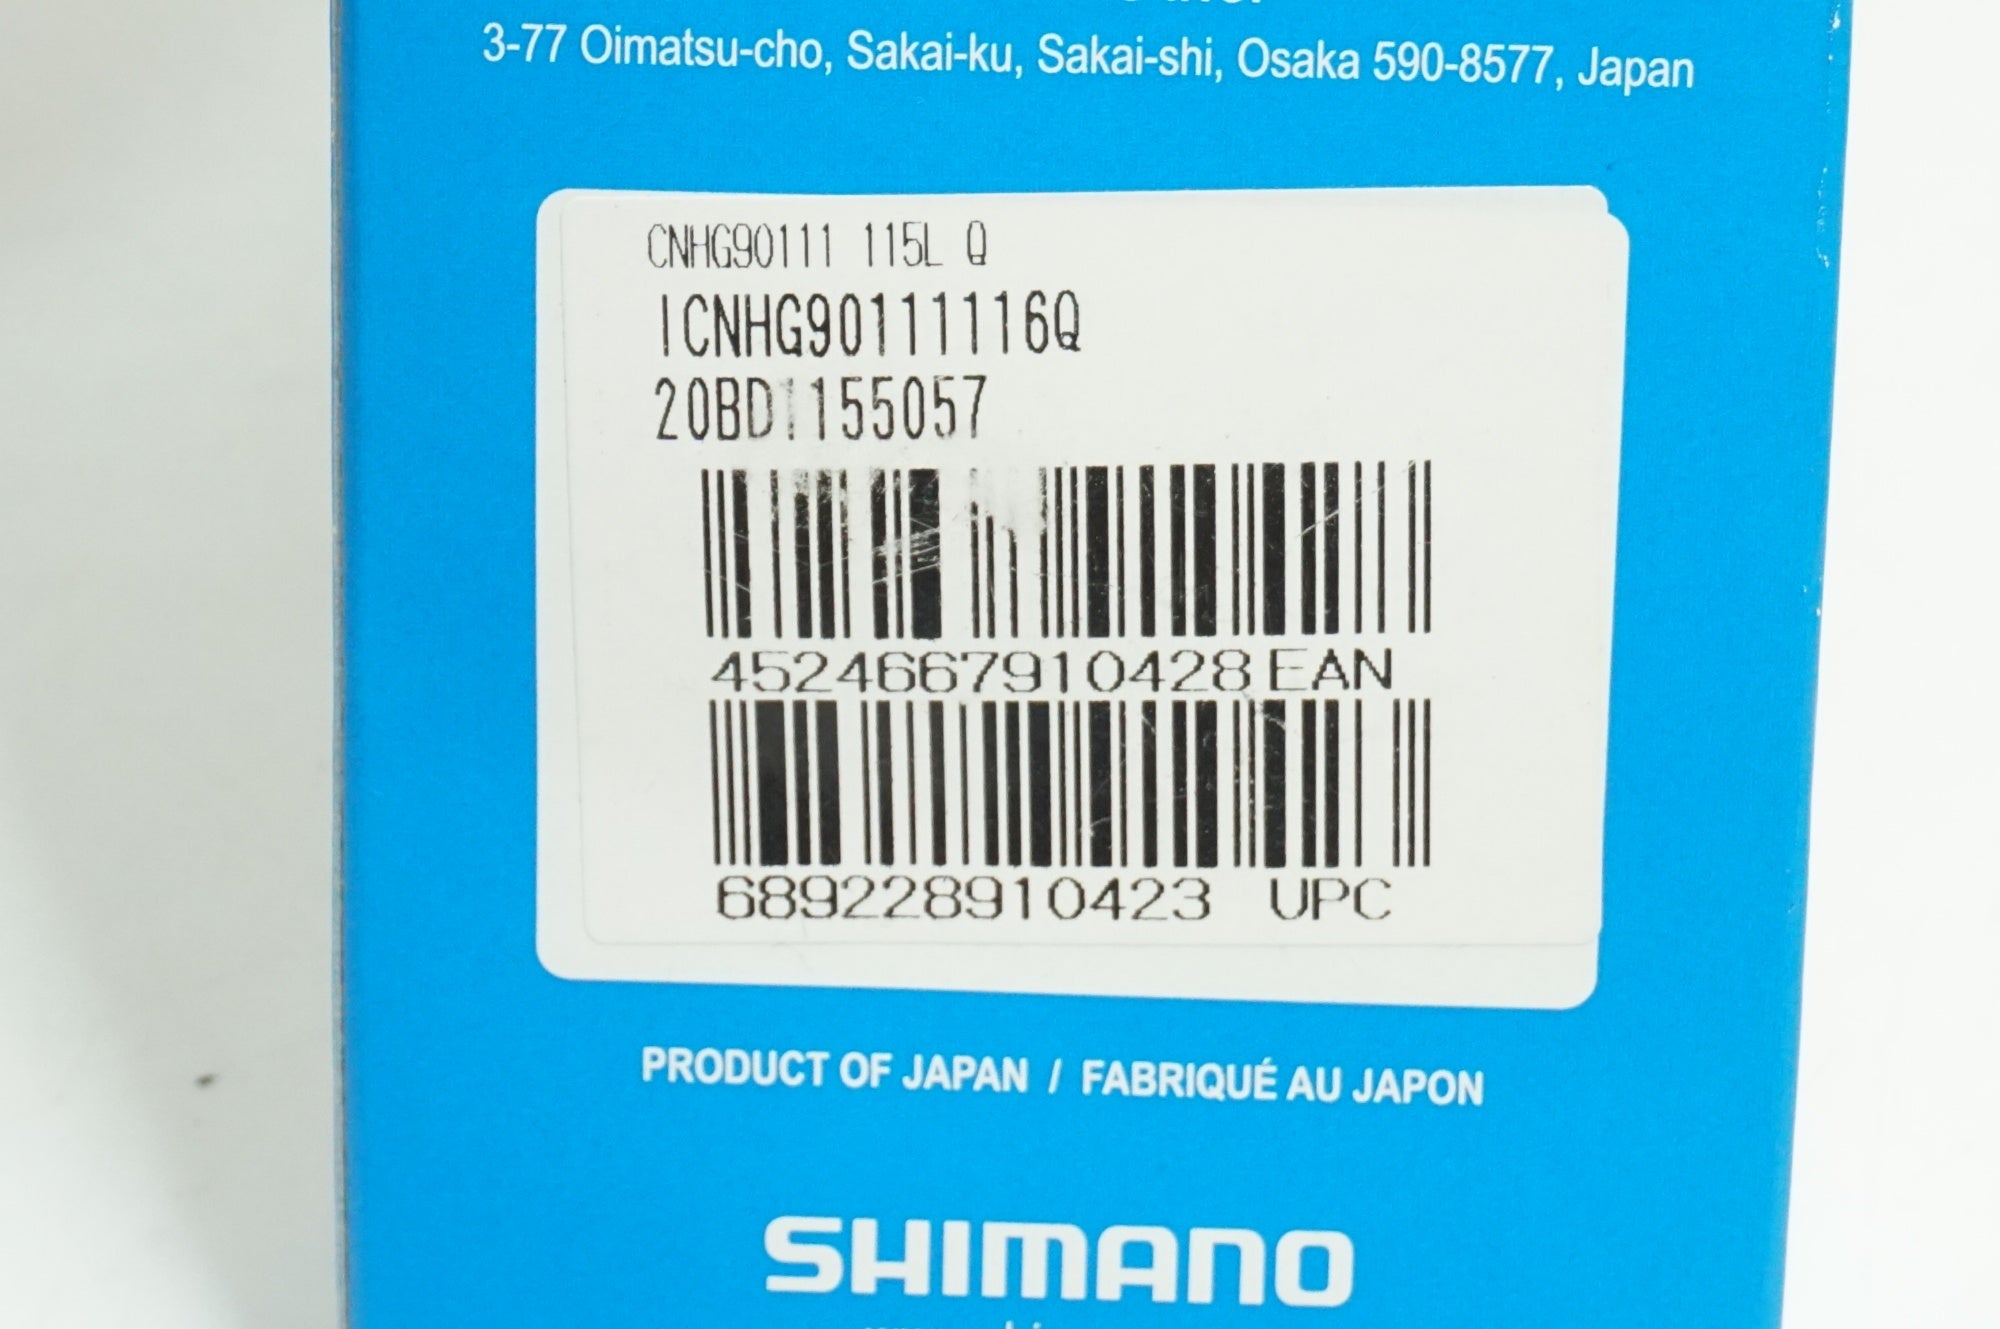 3-77 Oimatsu-cho, Sakai-ku, Sakai-shi, Osaka 590-8577, Japan
CNHG90111 115L Q
ICNHG90111116Q
20BD1155057
4524667910428 EAN
689228910423 UPC
PRODUCT OF JAPAN / FABRIQUÉ AU JAPON
SHIMANO